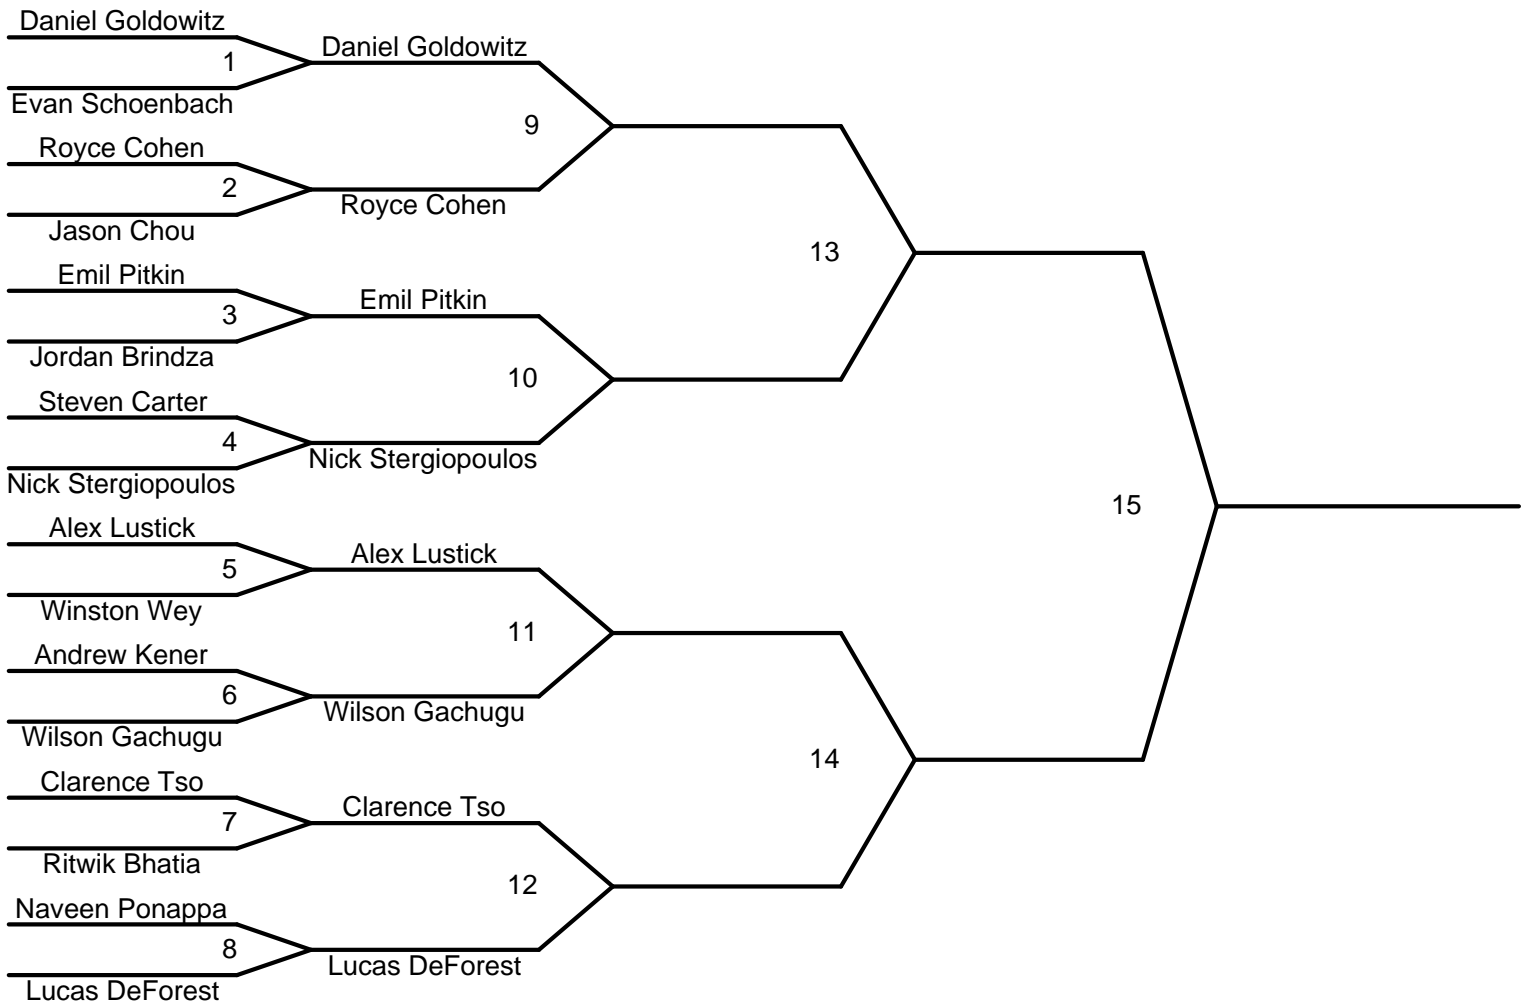 Daniel Goldowitz
1
Evan Schoenbach
Royce Cohen
2
Jason Chou
Emil Pitkin
3
Jordan Brindza
Steven Carter
4
Nick Stergiopoulos
Alex Lustick
5
Winston Wey
Andrew Kener
6
Wilson Gachugu
Clarence Tso
7
Ritwik Bhatia
Naveen Ponappa
8
Lucas DeForest
Daniel Goldowitz
9
Royce Cohen
Emil Pitkin
10
Nick Stergiopoulos
Alex Lustick
11
Wilson Gachugu
Clarence Tso
12
Lucas DeForest
13
14
15